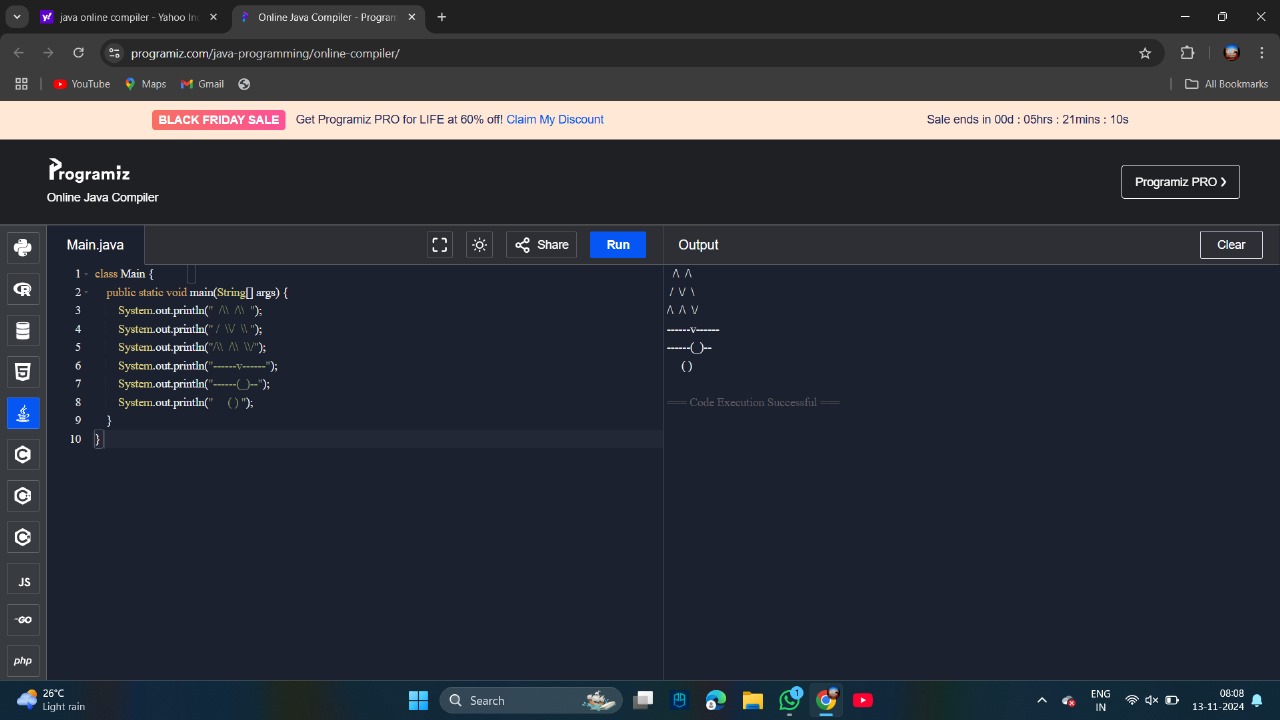 java online compiler - Yahoo In
Online Java Compiler - Program
programiz.com/java-programming/online-compiler/
YouTube
Maps
Gmail
All Bookmarks
BLACK FRIDAY SALE
Get Programiz PRO for LIFE at 60% off! Claim My Discount
Sale ends in 00d : 05hrs : 21mins : 10s
Programiz
Online Java Compiler
Programiz PRO ❯
Main.java
Share
Run
Output
Clear
1 class Main {
2 public static void main(String[] args) {
3 System.out.println(" /\\ /\\ ");
4 System.out.println(" / \\/ \\ ");
5 System.out.println("/\\ /\\ \\/");
6 System.out.println("------v------");
7 System.out.println("------(_)--");
8 System.out.println(" ( ) ");
9 }
10 }
/\ /\
/ \/ \
/\ /\ \/
------v------
------(_)--
( )
=== Code Execution Successful ===
JS
GO
php
26°C
Light rain
Search
1
ENG
IN
08:08
13-11-2024